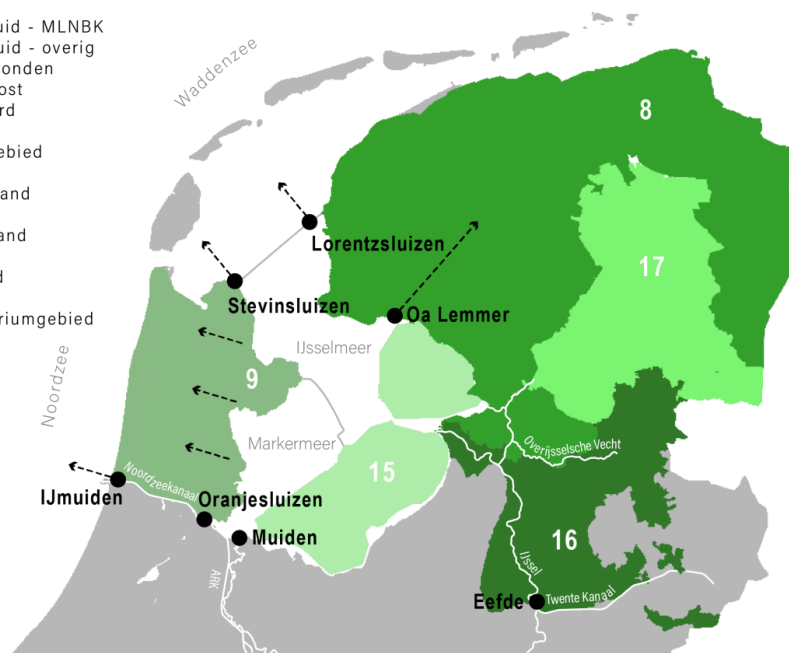 uid - MLNBK
uid - overig
onden
ost
rd
ebied
and
and
d
riumgebied
Waddenzee
8
Lorentzsluizen
17
Stevinsluizen
Oa Lemmer
IJsselmeer
Noordzee
9
Markermeer
Overijsselsche Vecht
15
Noordzeekanaal
IJmuiden
Oranjesluizen
Muiden
16
IJssel
ARK
Eefde
Twente Kanaal